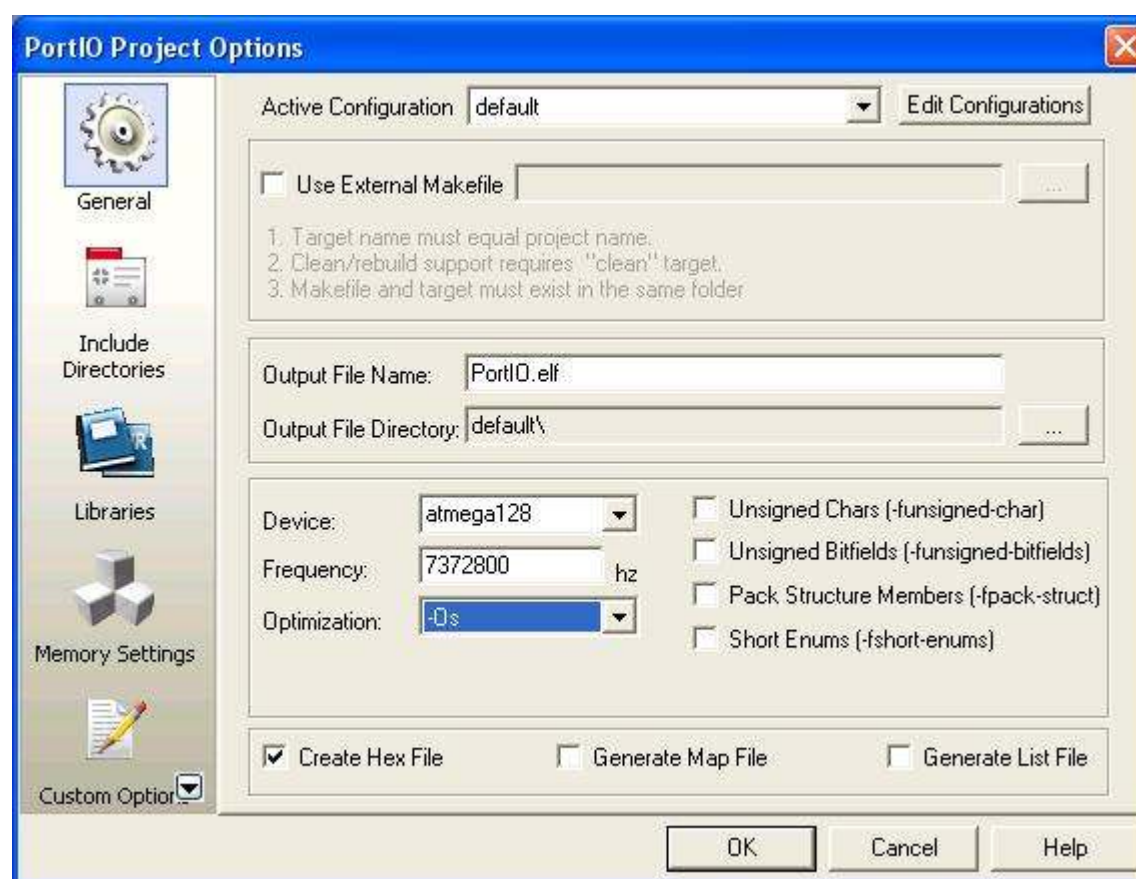 PortIO Project Options
General
Include
Directories
Libraries
Memory Settings
Custom Option
Active Configuration default Edit Configurations
Use External Makefile ...
1. Target name must equal project name.
2. Clean/rebuild support requires "clean" target.
3. Makefile and target must exist in the same folder
Output File Name: PortIO.elf
Output File Directory: default\ ...
Device: atmega128
Frequency: 7372800 hz
Optimization: -Os
Unsigned Chars (-funsigned-char)
Unsigned Bitfields (-funsigned-bitfields)
Pack Structure Members (-fpack-struct)
Short Enums (-fshort-enums)
Create Hex File Generate Map File Generate List File
OK Cancel Help